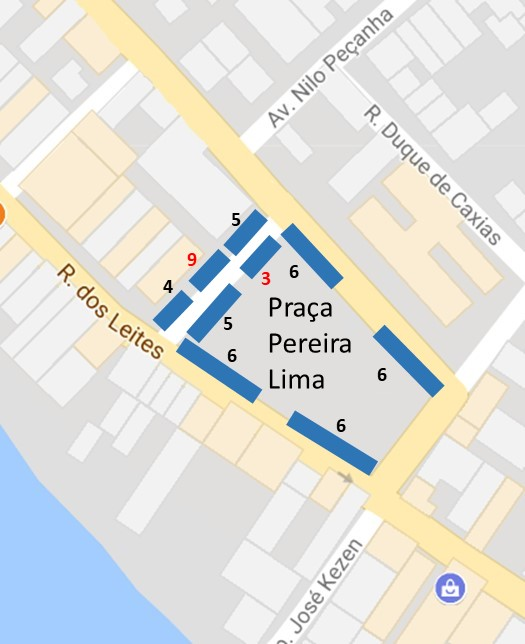 Av. Nilo Peçanha
R. Duque de Caxias
5
9
4
3
6
5
6
Praça
Pereira
Lima
6
6
R. dos Leites
José Kezen